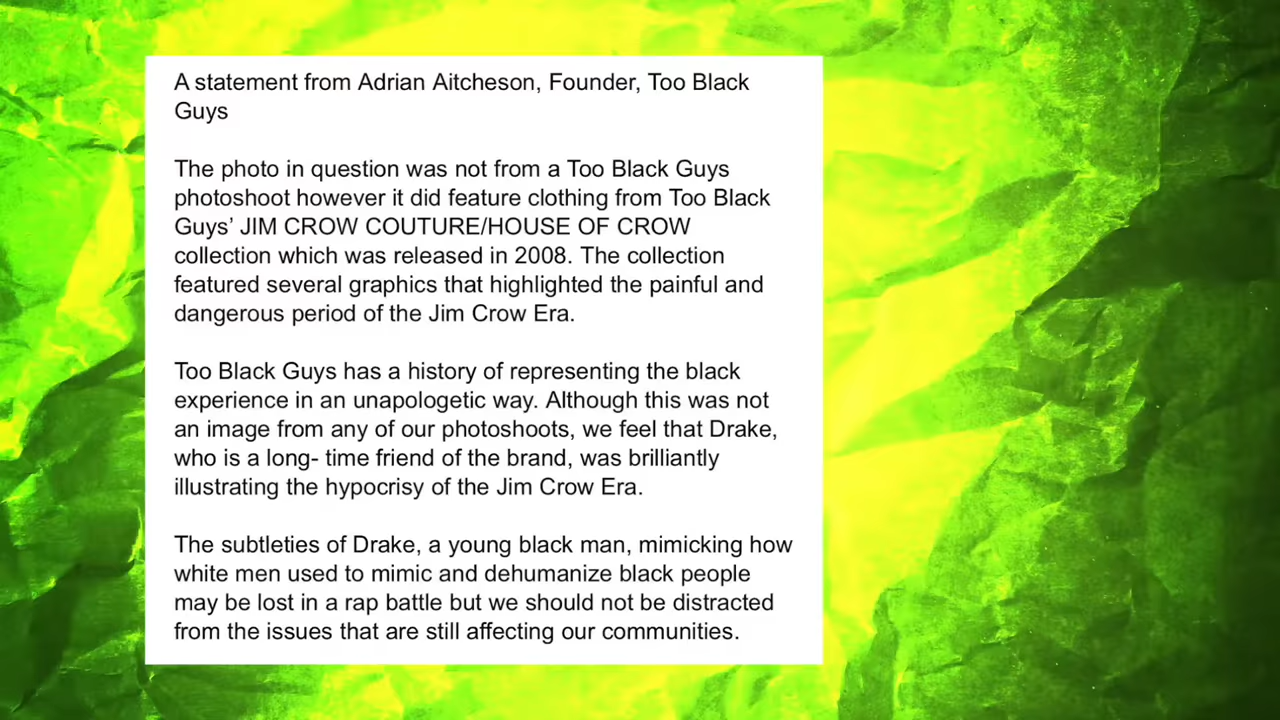 A statement from Adrian Aitcheson, Founder, Too Black
Guys
The photo in question was not from a Too Black Guys
photoshoot however it did feature clothing from Too Black
Guys’ JIM CROW COUTURE/HOUSE OF CROW
collection which was released in 2008. The collection
featured several graphics that highlighted the painful and
dangerous period of the Jim Crow Era.
Too Black Guys has a history of representing the black
experience in an unapologetic way. Although this was not
an image from any of our photoshoots, we feel that Drake,
who is a long- time friend of the brand, was brilliantly
illustrating the hypocrisy of the Jim Crow Era.
The subtleties of Drake, a young black man, mimicking how
white men used to mimic and dehumanize black people
may be lost in a rap battle but we should not be distracted
from the issues that are still affecting our communities.